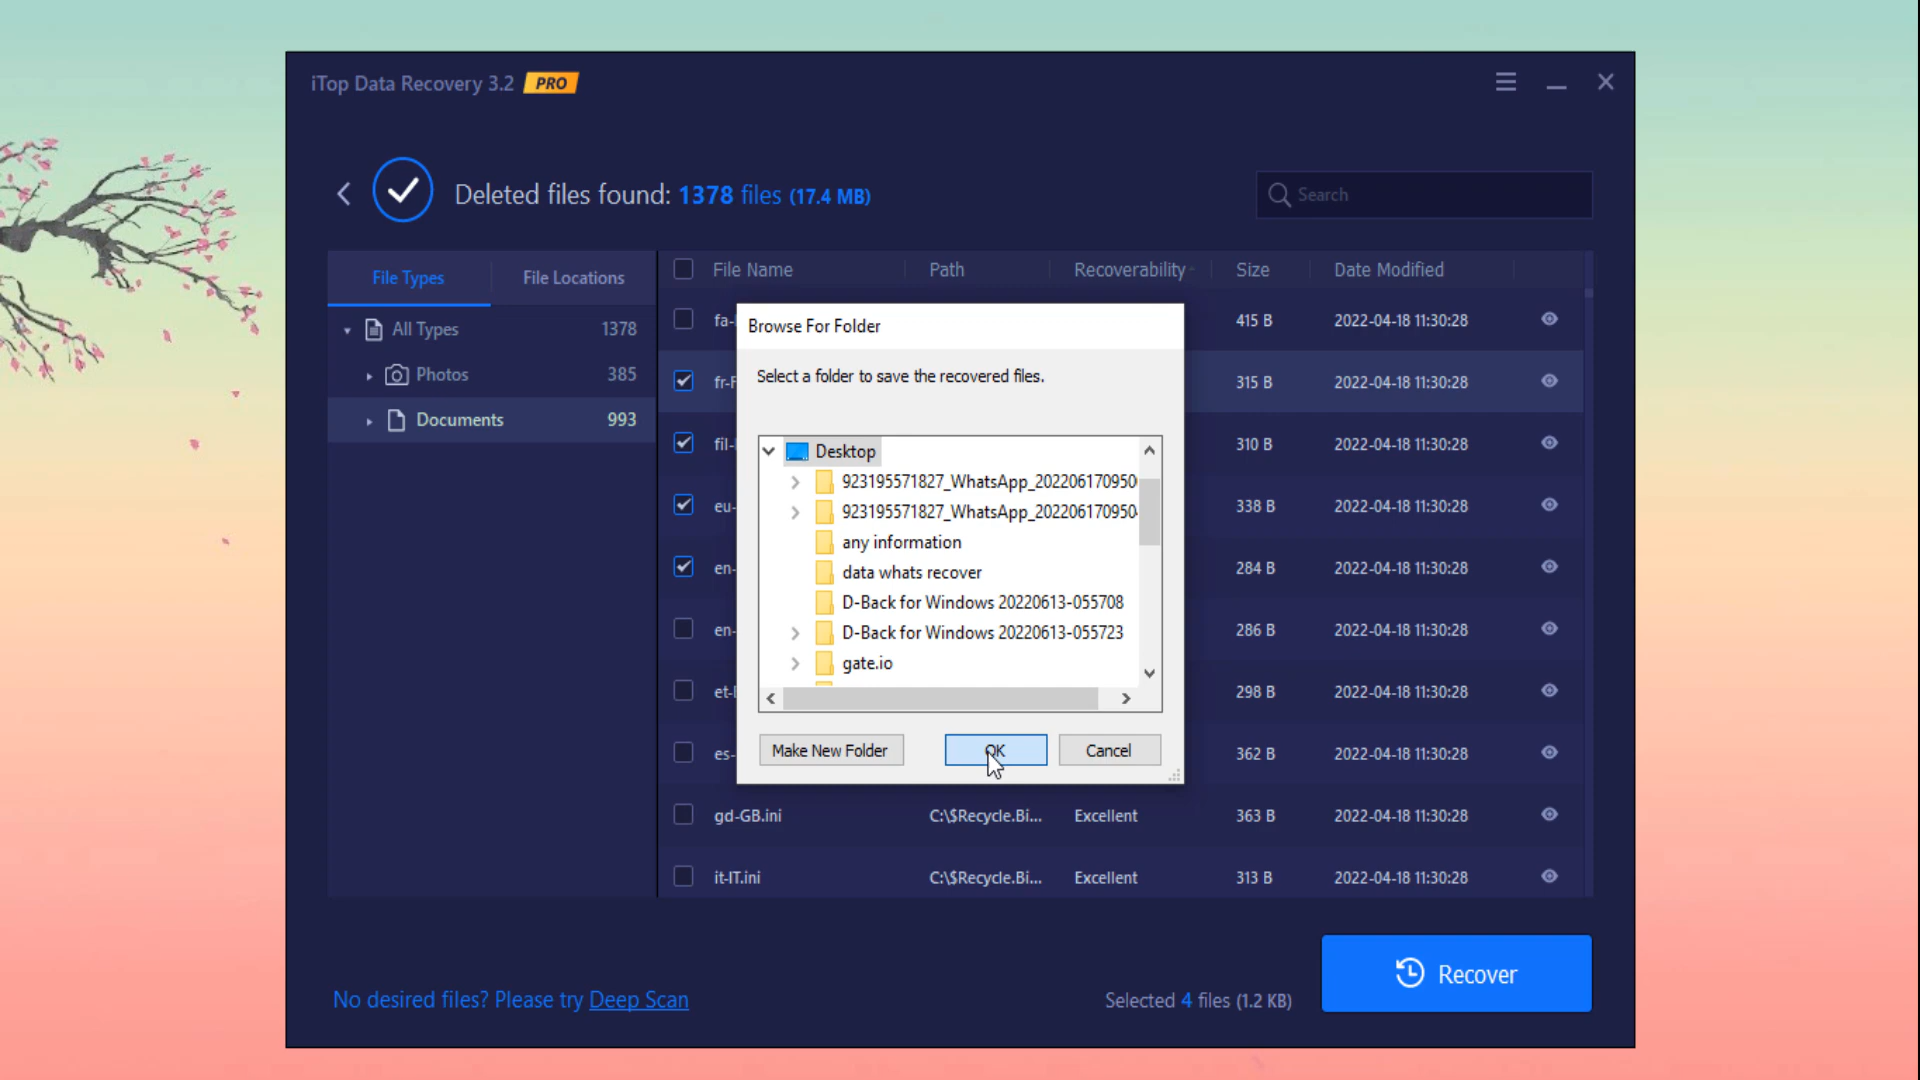 iTop Data Recovery 3.2 PRO
Deleted files found: 1378 files (17.4 MB)
Search
File Types File Locations
All Types 1378
Photos 385
Documents 993
File Name Path Recoverability Size Date Modified
fa- 415 B 2022-04-18 11:30:28
fr-F 315 B 2022-04-18 11:30:28
fil- 310 B 2022-04-18 11:30:28
eu- 338 B 2022-04-18 11:30:28
en- 284 B 2022-04-18 11:30:28
en- 286 B 2022-04-18 11:30:28
et- 298 B 2022-04-18 11:30:28
es- 362 B 2022-04-18 11:30:28
gd-GB.ini C:\$Recycle.Bi... Excellent 363 B 2022-04-18 11:30:28
it-IT.ini C:\$Recycle.Bi... Excellent 313 B 2022-04-18 11:30:28
Browse For Folder
Select a folder to save the recovered files.
Desktop
923195571827_WhatsApp_2022061709500
923195571827_WhatsApp_202206170950
any information
data whats recover
D-Back for Windows 20220613-055708
D-Back for Windows 20220613-055723
gate.io
Make New Folder OK Cancel
No desired files? Please try Deep Scan
Selected 4 files (1.2 KB)
Recover